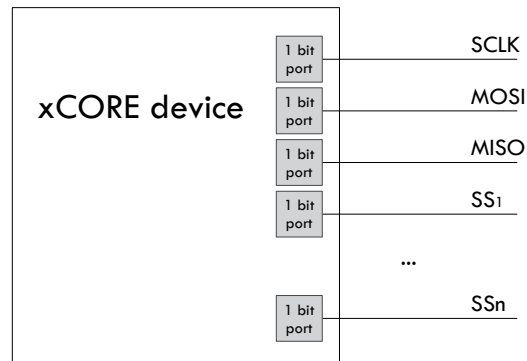 xCORE device
1 bit
port
SCLK
1 bit
port
MOSI
1 bit
port
MISO
1 bit
port
SS1
...
1 bit
port
SSn